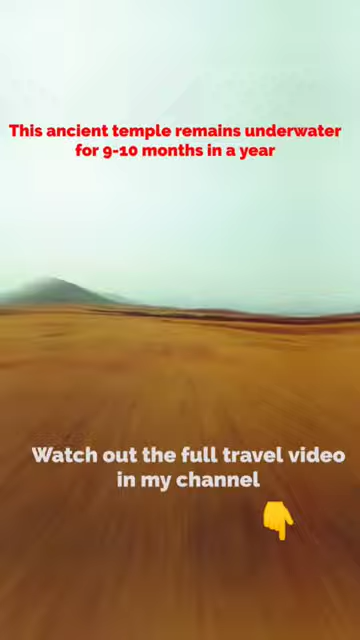 This ancient temple remains underwater
for 9-10 months in a year
Watch out the full travel video
in my channel